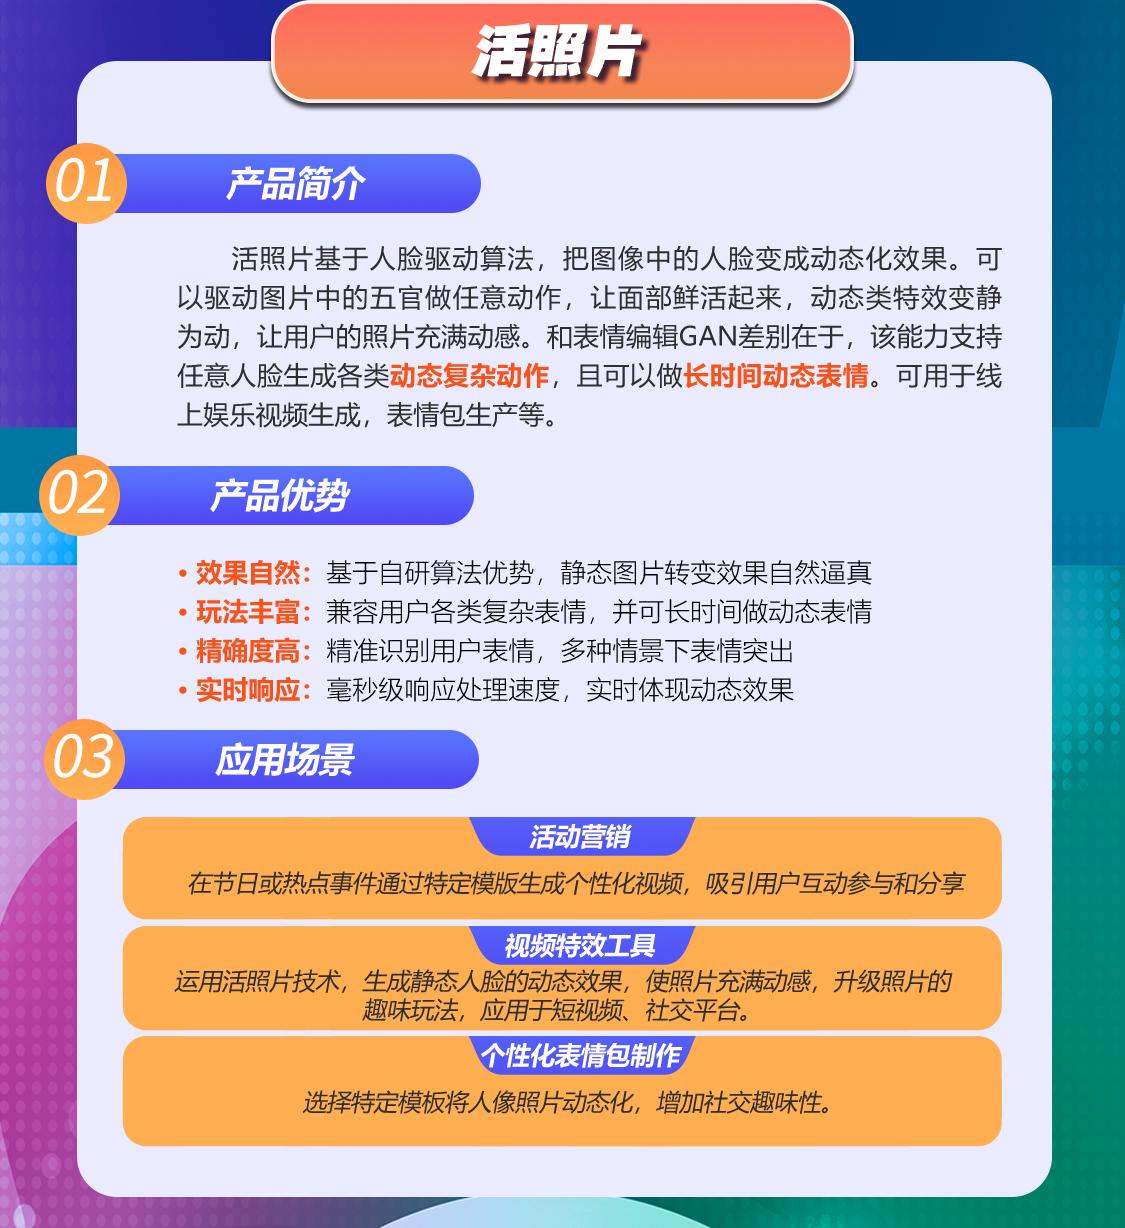 活照片
01
产品简介
活照片基于人脸驱动算法，把图像中的人脸变成动态化效果。可
以驱动图片中的五官做任意动作，让面部鲜活起来，动态类特效变静
为动，让用户的照片充满动感。和表情编辑GAN差别在于，该能力支持
任意人脸生成各类动态复杂动作，且可以做长时间动态表情。可用于线
上娱乐视频生成，表情包生产等。
02
产品优势
• 效果自然：基于自研算法优势，静态图片转变效果自然逼真
• 玩法丰富：兼容用户各类复杂表情，并可长时间做动态表情
• 精确度高：精准识别用户表情，多种情景下表情突出
• 实时响应：毫秒级响应处理速度，实时体现动态效果
03
应用场景
活动营销
在节日或热点事件通过特定模版生成个性化视频，吸引用户互动参与和分享
视频特效工具
运用活照片技术，生成静态人脸的动态效果，使照片充满动感，升级照片的
趣味玩法，应用于短视频、社交平台。
个性化表情包制作
选择特定模板将人像照片动态化，增加社交趣味性。